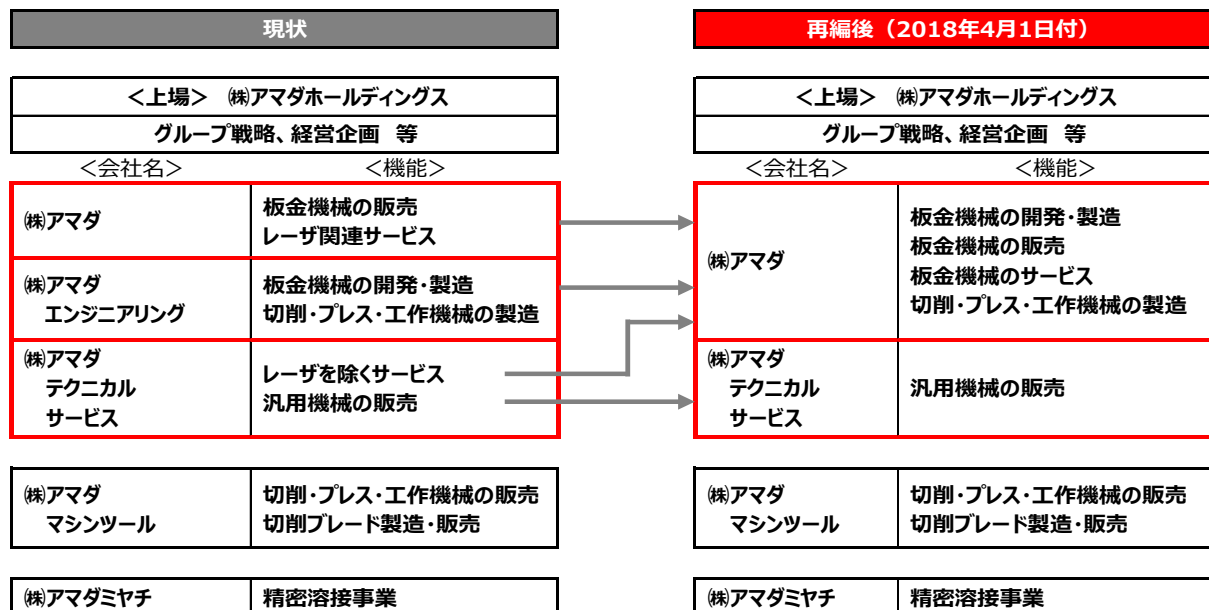 現状
<上場> ㈱アマダホールディングス
グループ戦略、経営企画 等
<会社名> <機能>
㈱アマダ
板金機械の販売
レーザ関連サービス
㈱アマダ
エンジニアリング
板金機械の開発・製造
切削・プレス・工作機械の製造
㈱アマダ
テクニカル
サービス
レーザを除くサービス
汎用機械の販売
㈱アマダ
マシンツール
切削・プレス・工作機械の販売
切削ブレード製造・販売
㈱アマダミヤチ
精密溶接事業
再編後（2018年4月1日付）
<上場> ㈱アマダホールディングス
グループ戦略、経営企画 等
<会社名> <機能>
㈱アマダ
板金機械の開発・製造
板金機械の販売
板金機械のサービス
切削・プレス・工作機械の製造
㈱アマダ
テクニカル
サービス
汎用機械の販売
㈱アマダ
マシンツール
切削・プレス・工作機械の販売
切削ブレード製造・販売
㈱アマダミヤチ
精密溶接事業